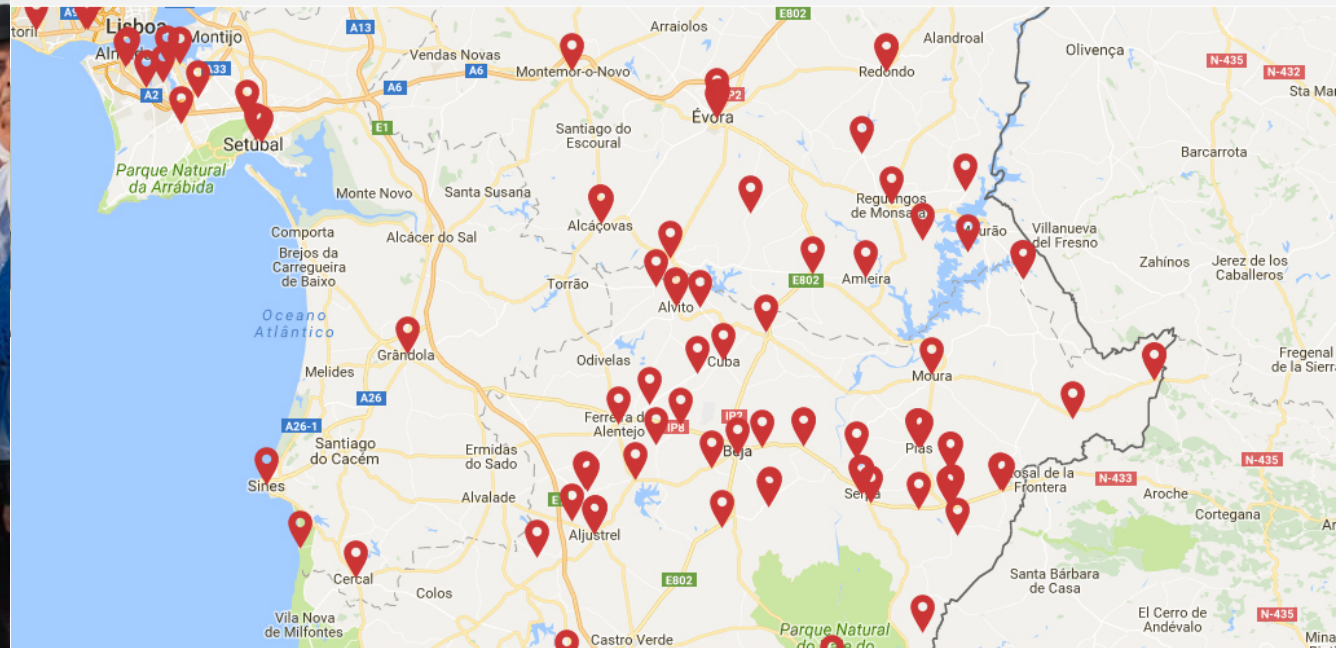 Lisboa
Montijo
A13
Arraiolos
E802
Alandroal
Olivença
N-435
Vendas Novas
A6
Montemor-o-Novo
Redondo
N-432
A33
A2
A6
IP2
Évora
E1
Santiago do
Escoural
Setubal
Barcarrota
Parque Natural
da Arrábida
Monte Novo
Santa Susana
Reguengos
de Monsaraz
Alcáçovas
Comporta
Alcácer do Sal
Villanueva
del Fresno
Brejos da
Carregueira
de Baixo
Zahínos
Jerez de los
Caballeros
Torrão
E802
Amieira
Alvito
Oceano
Atlântico
Grândola
Odivelas
Cuba
Fregenal
de la Sierra
Melides
Moura
A26
A26-1
Ferreira do
Alentejo
IP2
IP8
Beja
Pias
Santiago
do Cacém
Ermidas
do Sado
N-435
Rosal de la
Frontera
N-433
Sines
Alvalade
Serpa
Aroche
Cortegana
Aljustrel
E802
Cercal
Colos
Santa Bárbara
de Casa
Vila Nova
de Milfontes
El Cerro de
Andévalo
N-435
Castro Verde
Parque Natural
do Vale do